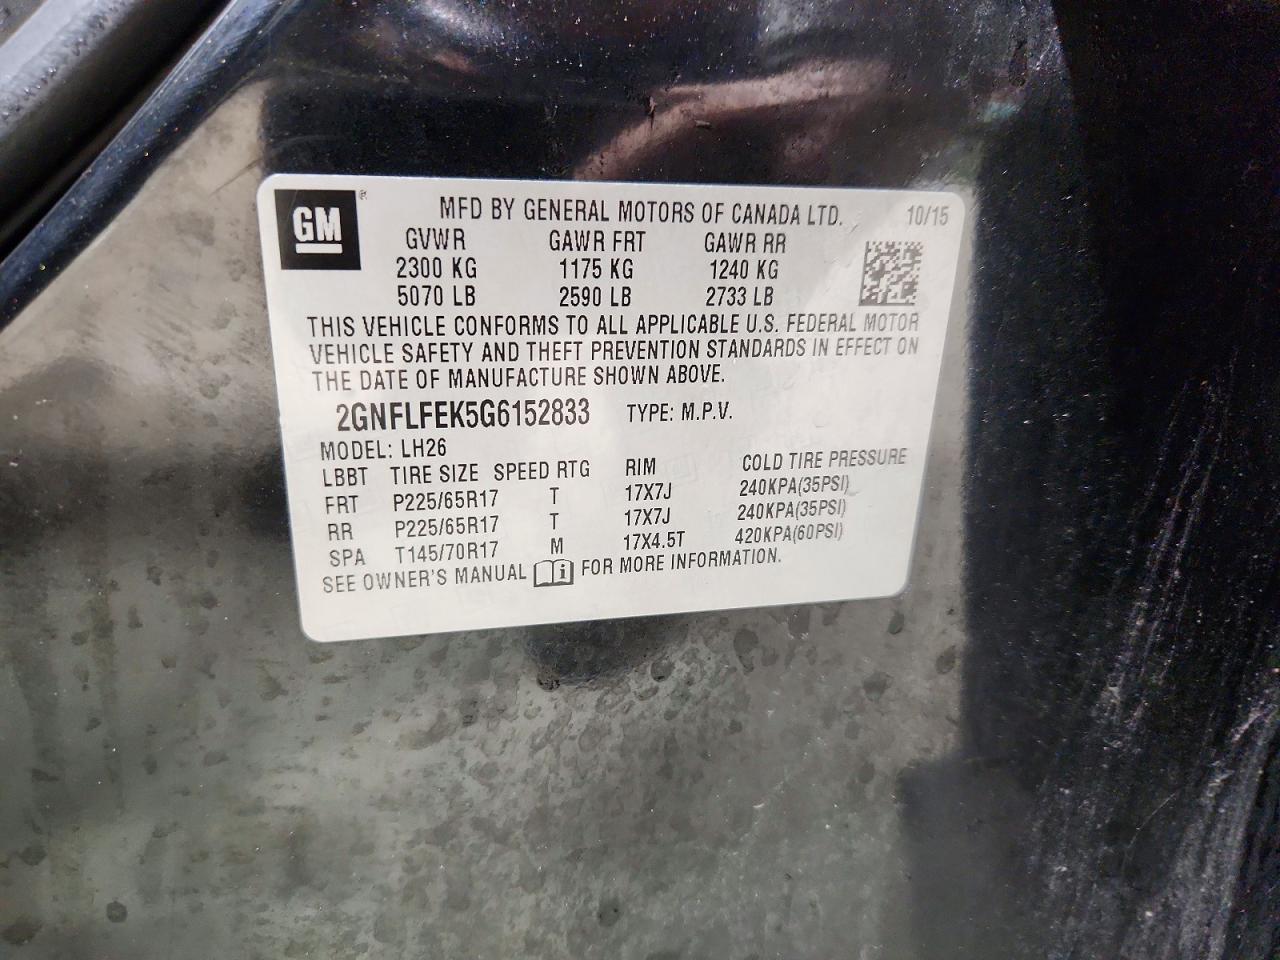 GM ® MFD BY GENERAL MOTORS OF CANADA LTD. 10/15
GVWR GAWR FRT GAWR RR
2300 KG 1175 KG 1240 KG
5070 LB 2590 LB 2733 LB
THIS VEHICLE CONFORMS TO ALL APPLICABLE U.S. FEDERAL MOTOR
VEHICLE SAFETY AND THEFT PREVENTION STANDARDS IN EFFECT ON
THE DATE OF MANUFACTURE SHOWN ABOVE.
2GNFLFEK5G6152833 TYPE: M.P.V.
MODEL: LH26
LBBT TIRE SIZE SPEED RTG RIM COLD TIRE PRESSURE
FRT P225/65R17 T 17X7J 240KPA(35PSI)
RR P225/65R17 T 17X7J 240KPA(35PSI)
SPA T145/70R17 M 17X4.5T 420KPA(60PSI)
SEE OWNER'S MANUAL i FOR MORE INFORMATION.